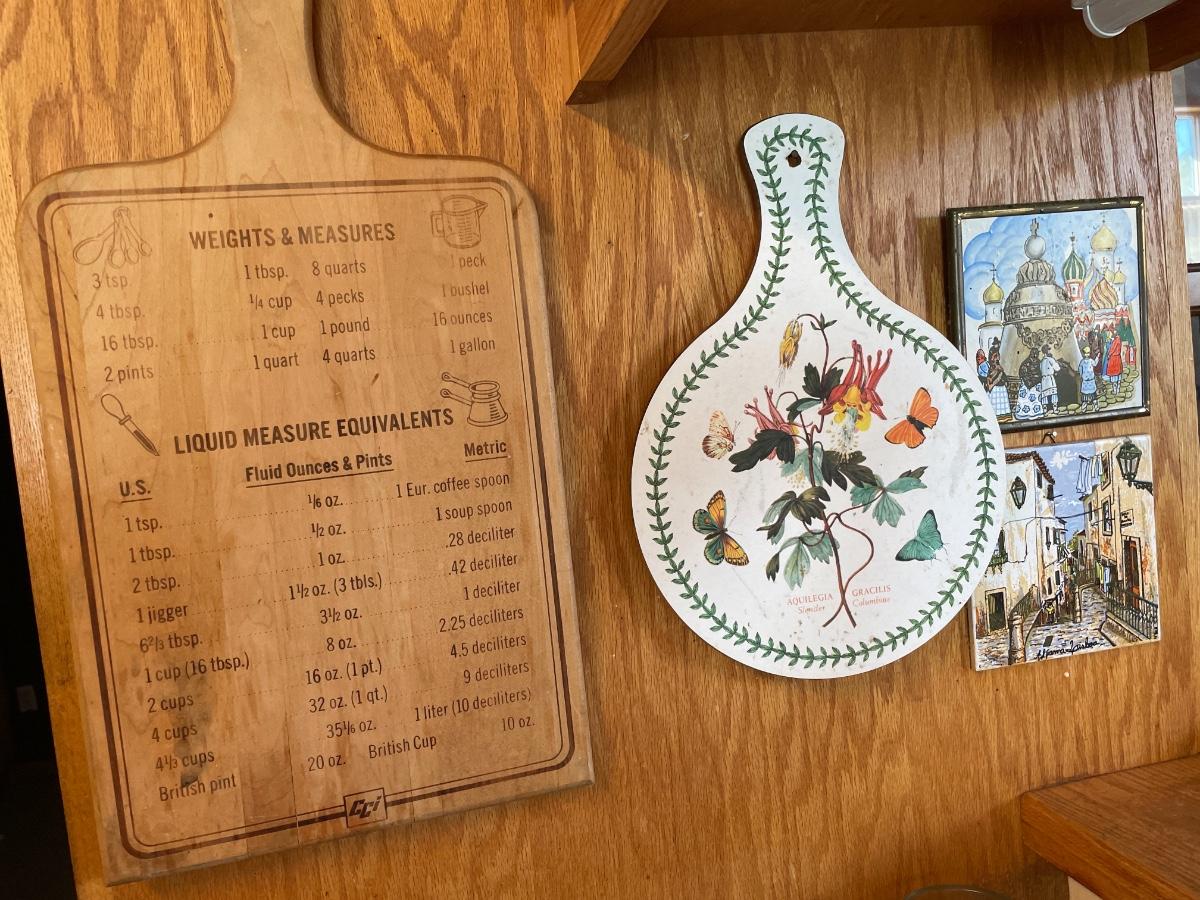 WEIGHTS & MEASURES
3 tsp. 1 tbsp. 8 quarts 1 peck
4 tbsp. 1/4 cup 4 pecks 1 bushel
16 tbsp. 1 cup 1 pound 16 ounces
2 pints 1 quart 4 quarts 1 gallon
LIQUID MEASURE EQUIVALENTS
U.S. Fluid Ounces & Pints Metric
1 tsp. 1/6 oz. 1 Eur. coffee spoon
1 tbsp. 1/2 oz. 1 soup spoon
2 tbsp. 1 oz. .28 deciliter
1 jigger 1 1/2 oz. (3 tbls.) .42 deciliter
6 2/3 tbsp. 3 1/2 oz. 1 deciliter
1 cup (16 tbsp.) 8 oz. 2.25 deciliters
2 cups 16 oz. (1 pt.) 4.5 deciliters
4 cups 32 oz. (1 qt.) 9 deciliters
4 1/3 cups 35 1/6 oz. 1 liter (10 deciliters)
British pint 20 oz. British Cup 10 oz.
CCi
AQUILEGIA GRACILIS
Slender Columbine